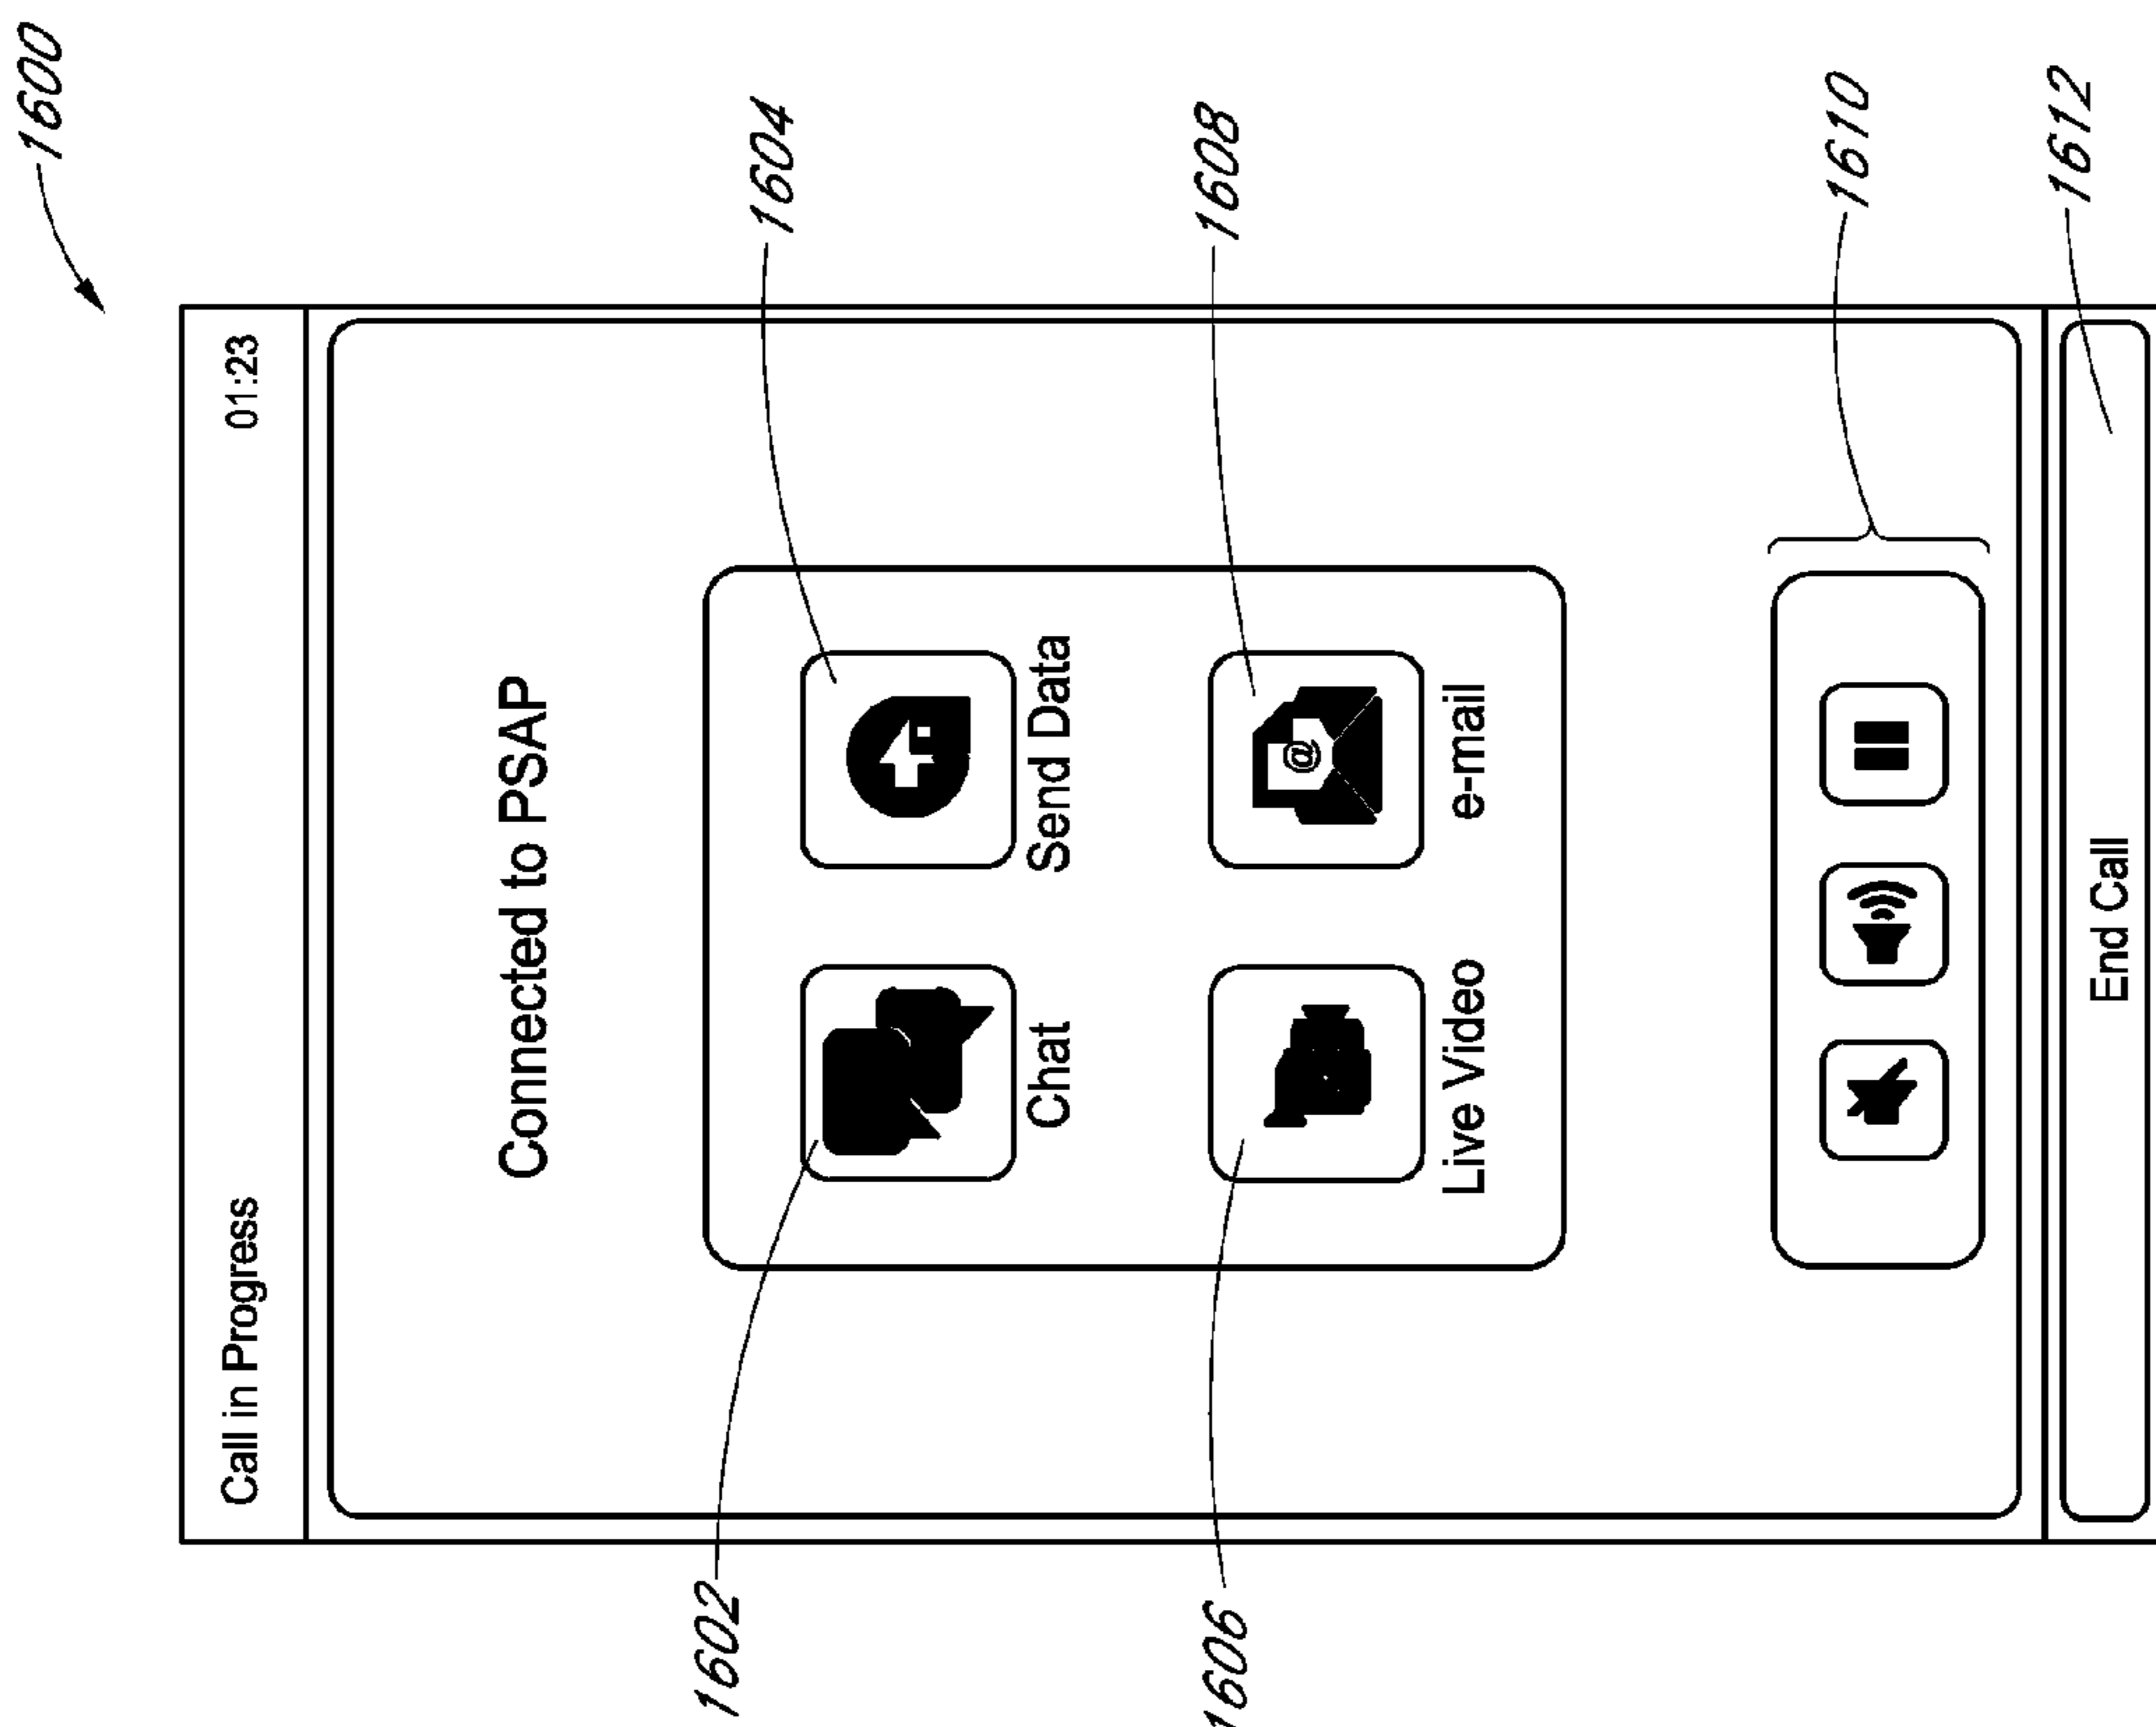 1600
Call in Progress 01:23
Connected to PSAP
1602
1604
Chat Send Data
1606
1608
@
Live Video e-mail
1610
End Call
1612